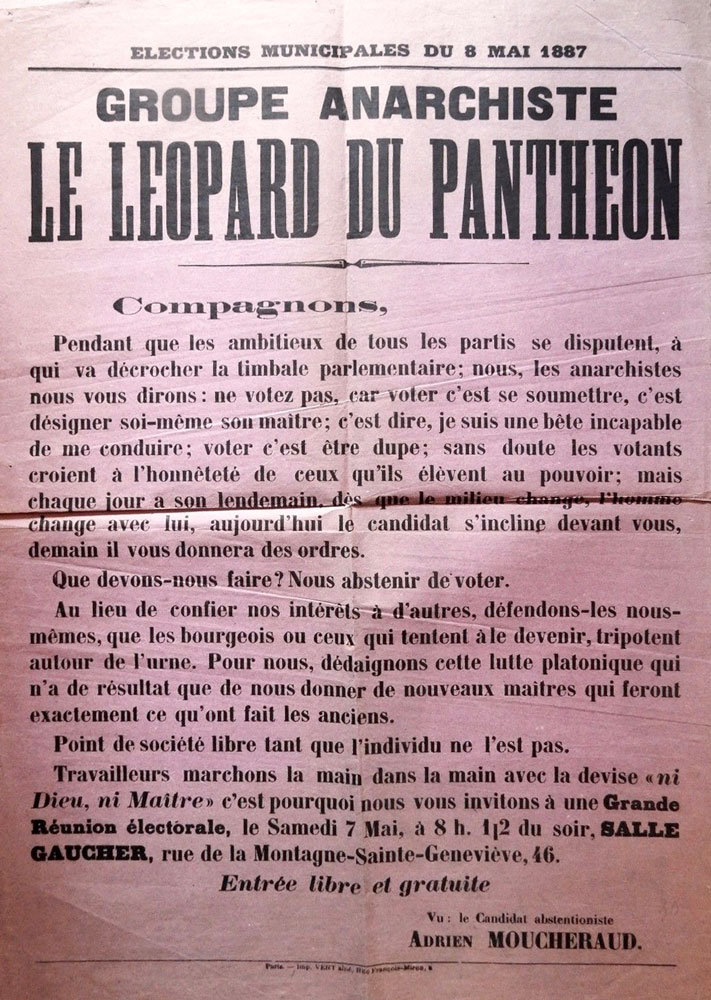 ELECTIONS MUNICIPALES DU 8 MAI 1887
GROUPE ANARCHISTE
LE LEOPARD DU PANTHEON
Compagnons,
Pendant que les ambitieux de tous les partis se disputent, à
qui va décrocher la timbale parlementaire; nous, les anarchistes
nous vous dirons: ne votez pas, car voter c'est se soumettre, c'est
désigner soi-même son maître; c'est dire, je suis une bête incapable
de me conduire; voter c'est être dupe; sans doute les votants
croient à l'honnêteté de ceux qu'ils élèvent au pouvoir; mais
chaque jour a son lendemain, dès que le milieu change, l'homme
change avec lui, aujourd'hui le candidat s'incline devant vous,
demain il vous donnera des ordres.
Que devons-nous faire? Nous abstenir de voter.
Au lieu de confier nos intérêts à d'autres, défendons-les nous-
mêmes, que les bourgeois ou ceux qui tentent à le devenir, tripotent
autour de l'urne. Pour nous, dédaignons cette lutte platonique qui
n'a de résultat que de nous donner de nouveaux maîtres qui feront
exactement ce qu'ont fait les anciens.
Point de société libre tant que l'individu ne l'est pas.
Travailleurs marchons la main dans la main avec la devise «ni
Dieu, ni Maître» c'est pourquoi nous vous invitons à une Grande
Réunion électorale, le Samedi 7 Mai, à 8 h. 1|2 du soir, SALLE
GAUCHER, rue de la Montagne-Sainte-Geneviève, 46.
Entrée libre et gratuite
Vu: le Candidat abstentioniste
ADRIEN MOUCHERAUD.
Paris. — Imp. VERT aîné, Rue François-Miron, 8